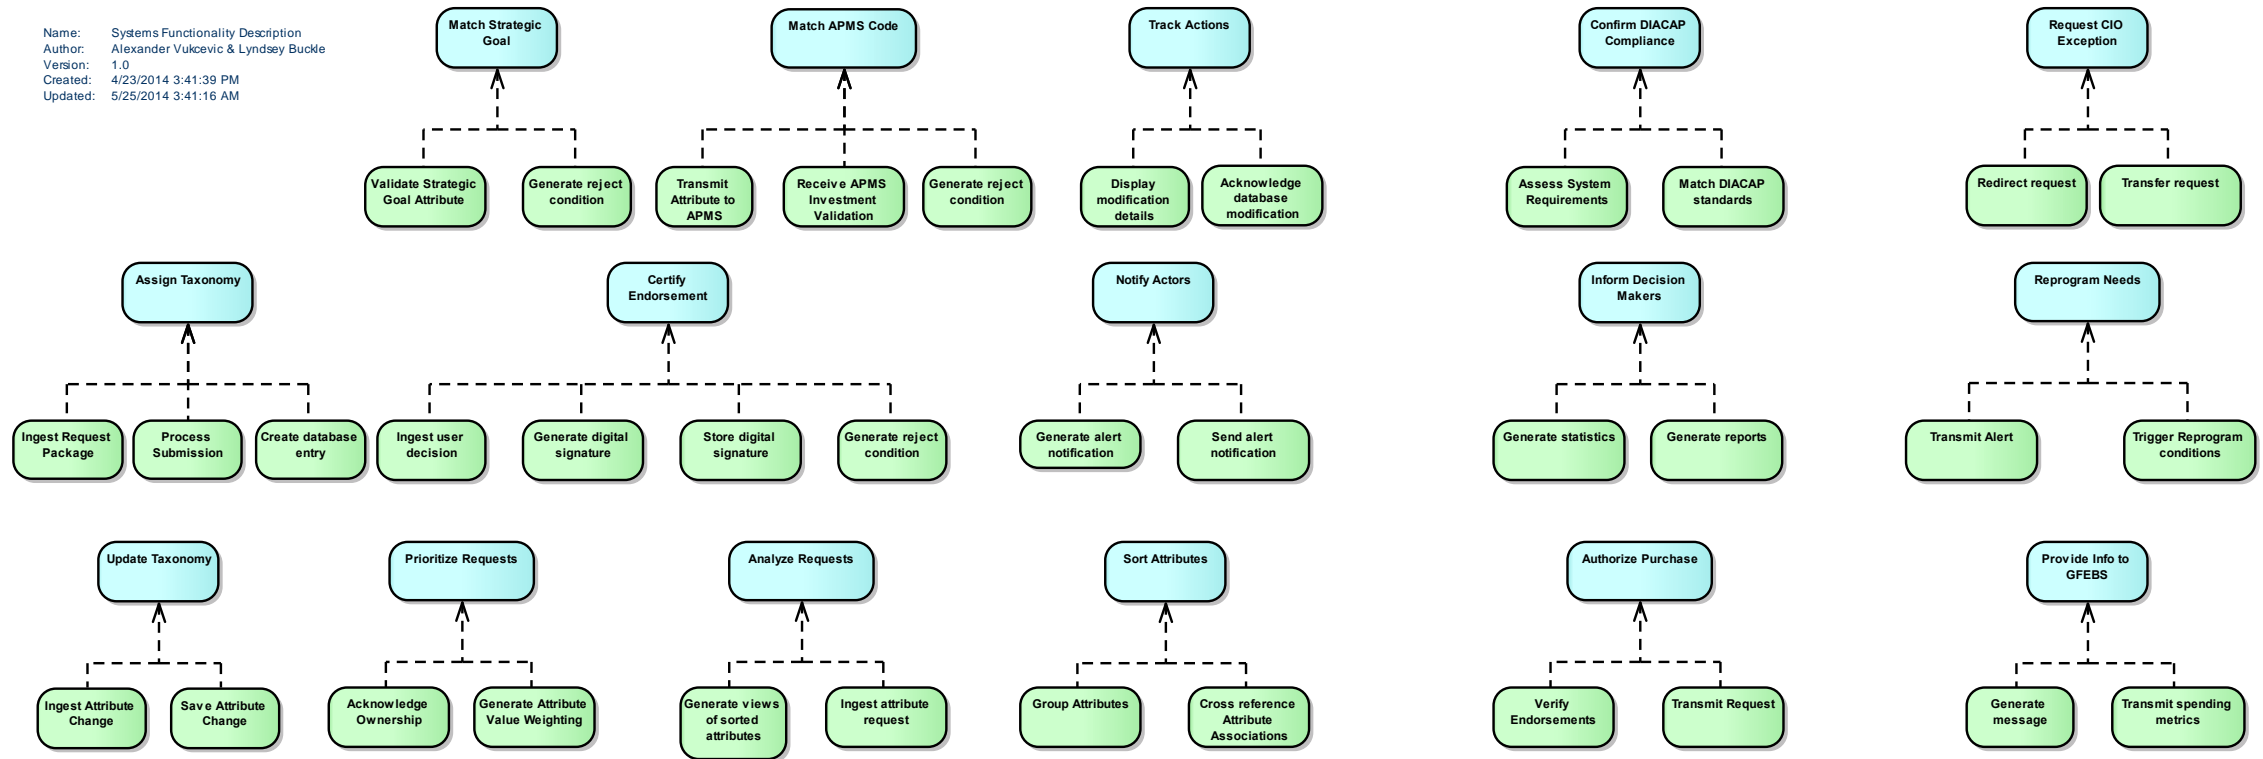 Name: Systems Functionality Description
Author: Alexander Vukcevic & Lyndsey Buckle
Version: 1.0
Created: 4/23/2014 3:41:39 PM
Updated: 5/25/2014 3:41:16 AM
Match Strategic
Goal
Match APMS Code
Track Actions
Confirm DIACAP
Compliance
Request CIO
Exception
Validate Strategic
Goal Attribute
Generate reject
condition
Transmit
Attribute to
APMS
Receive APMS
Investment
Validation
Generate reject
condition
Display
modification
details
Acknowledge
database
modification
Assess System
Requirements
Match DIACAP
standards
Redirect request
Transfer request
Assign Taxonomy
Certify
Endorsement
Notify Actors
Inform Decision
Makers
Reprogram Needs
Ingest Request
Package
Process
Submission
Create database
entry
Ingest user
decision
Generate digital
signature
Store digital
signature
Generate reject
condition
Generate alert
notification
Send alert
notification
Generate statistics
Generate reports
Transmit Alert
Trigger Reprogram
conditions
Update Taxonomy
Prioritize Requests
Analyze Requests
Sort Attributes
Authorize Purchase
Provide Info to
GFEBS
Ingest Attribute
Change
Save Attribute
Change
Acknowledge
Ownership
Generate Attribute
Value Weighting
Generate views
of sorted
attributes
Ingest attribute
request
Group Attributes
Cross reference
Attribute
Associations
Verify
Endorsements
Transmit Request
Generate
message
Transmit spending
metrics